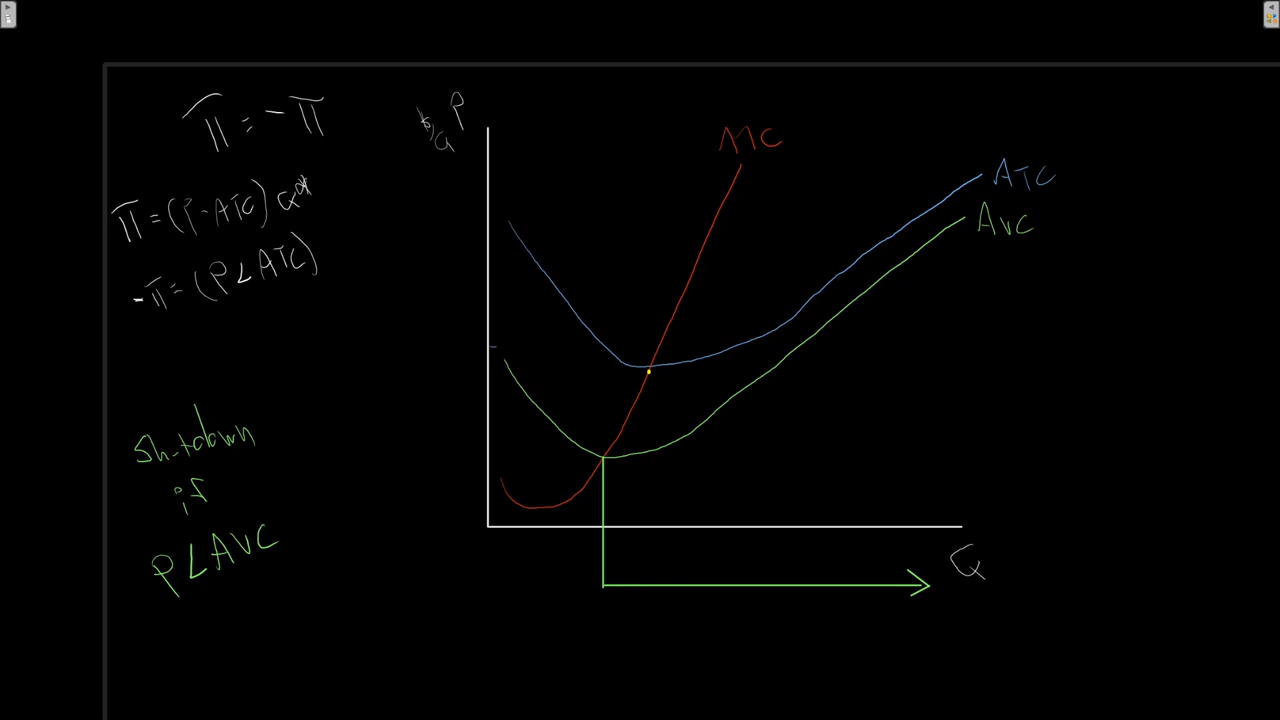 π = -π
π = (P - ATC) Q*
-π = (P < ATC)
Shutdown
if
P < AVC
$/Q P
MC
ATC
AVC
Q